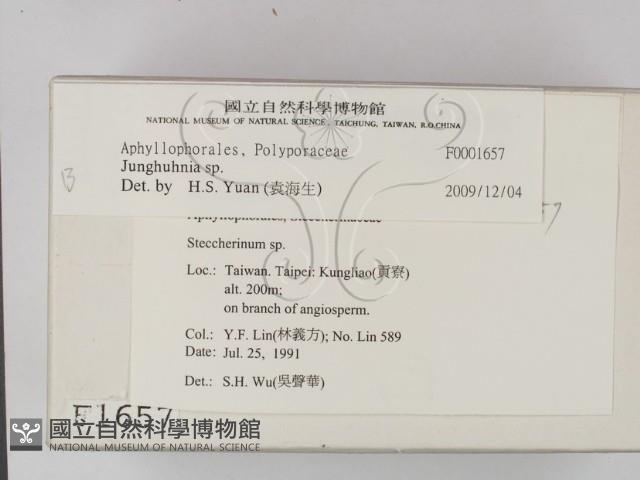 國立自然科學博物館
NATIONAL MUSEUM OF NATURAL SCIENCE, TAICHUNG, TAIWAN, R.O.CHINA
Aphyllophorales, Polyporaceae F0001657
Junghuhnia sp.
Det. by H.S. Yuan (袁海生) 2009/12/04
Steccherinum sp.
Loc.: Taiwan. Taipei: Kungliao(貢寮)
alt. 200m;
on branch of angiosperm.
Col.: Y.F. Lin(林義方); No. Lin 589
Date: Jul. 25, 1991
Det.: S.H. Wu(吳聲華)
F1657
國立自然科學博物館
NATIONAL MUSEUM OF NATURAL SCIENCE